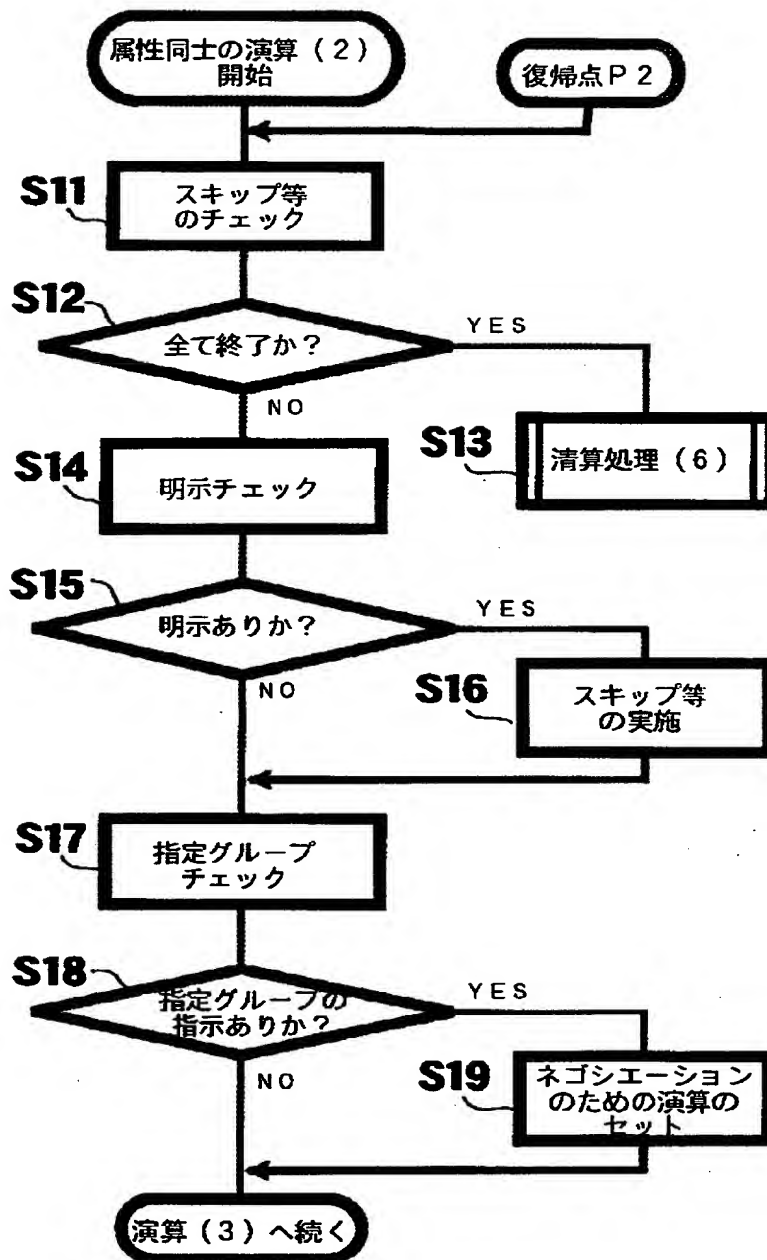 属性同士の演算（２）
開始
復帰点Ｐ２
S11
スキップ等
のチェック
S12
全て終了か？
YES
NO
S13
清算処理（６）
S14
明示チェック
S15
明示ありか？
YES
NO
S16
スキップ等
の実施
S17
指定グループ
チェック
S18
指定グループの
指示ありか？
YES
NO
S19
ネゴシエーション
のための演算の
セット
演算（３）へ続く